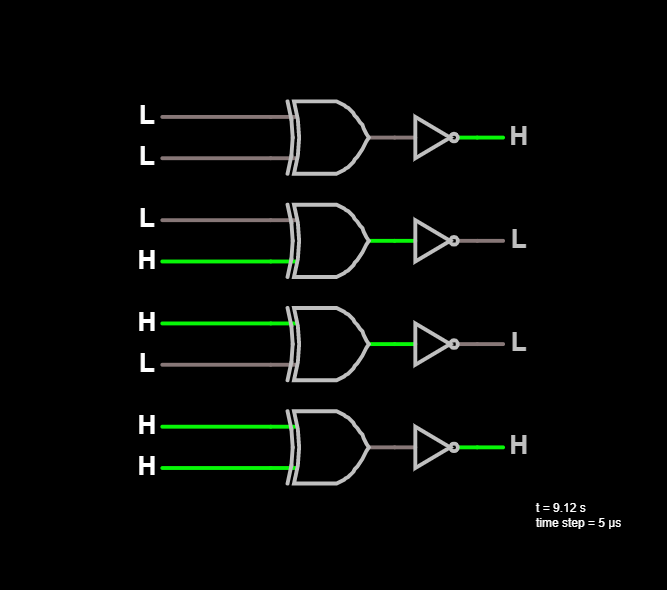 L
L H
L
L
H L
H
L L
H
H H
t = 9.12 s
time step = 5 µs